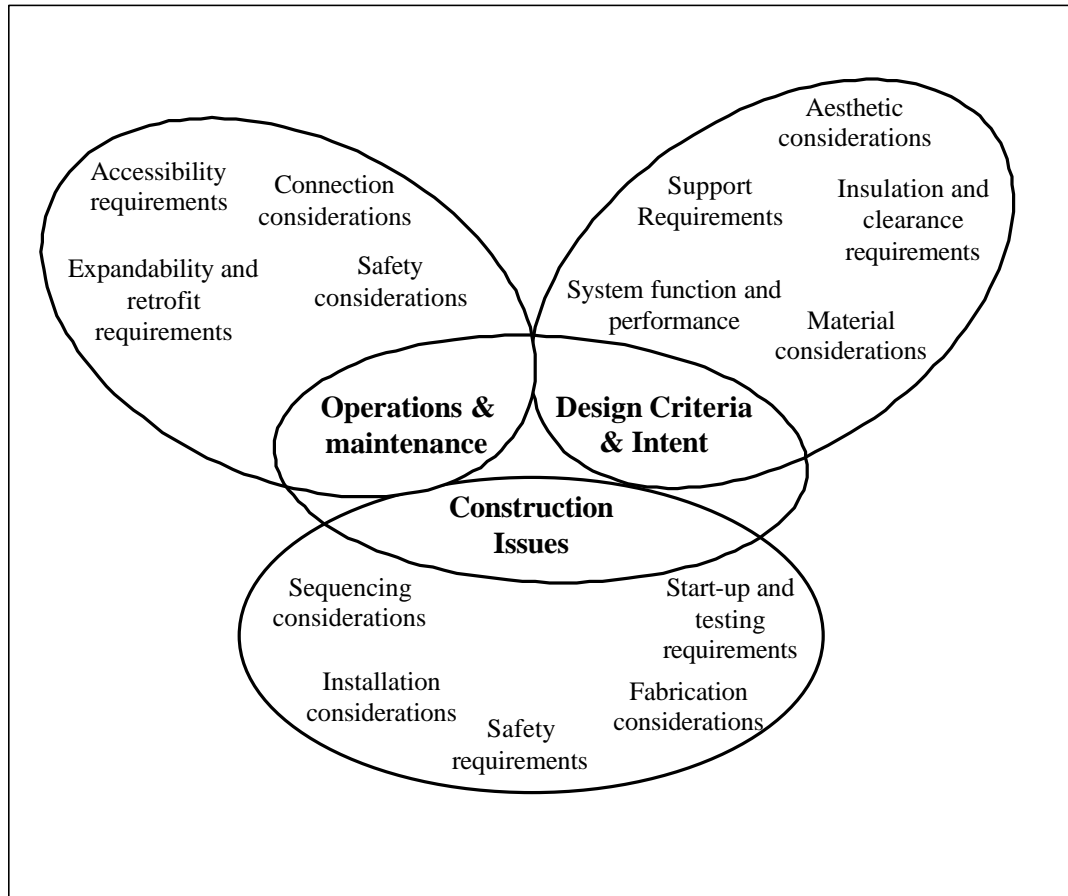 Accessibility
requirements
Connection
considerations
Expandability and
retrofit
requirements
Safety
considerations
Aesthetic
considerations
Support
Requirements
Insulation and
clearance
requirements
System function and
performance
Material
considerations
Operations &
maintenance
Design Criteria
& Intent
Construction
Issues
Sequencing
considerations
Start-up and
testing
requirements
Installation
considerations
Safety
requirements
Fabrication
considerations